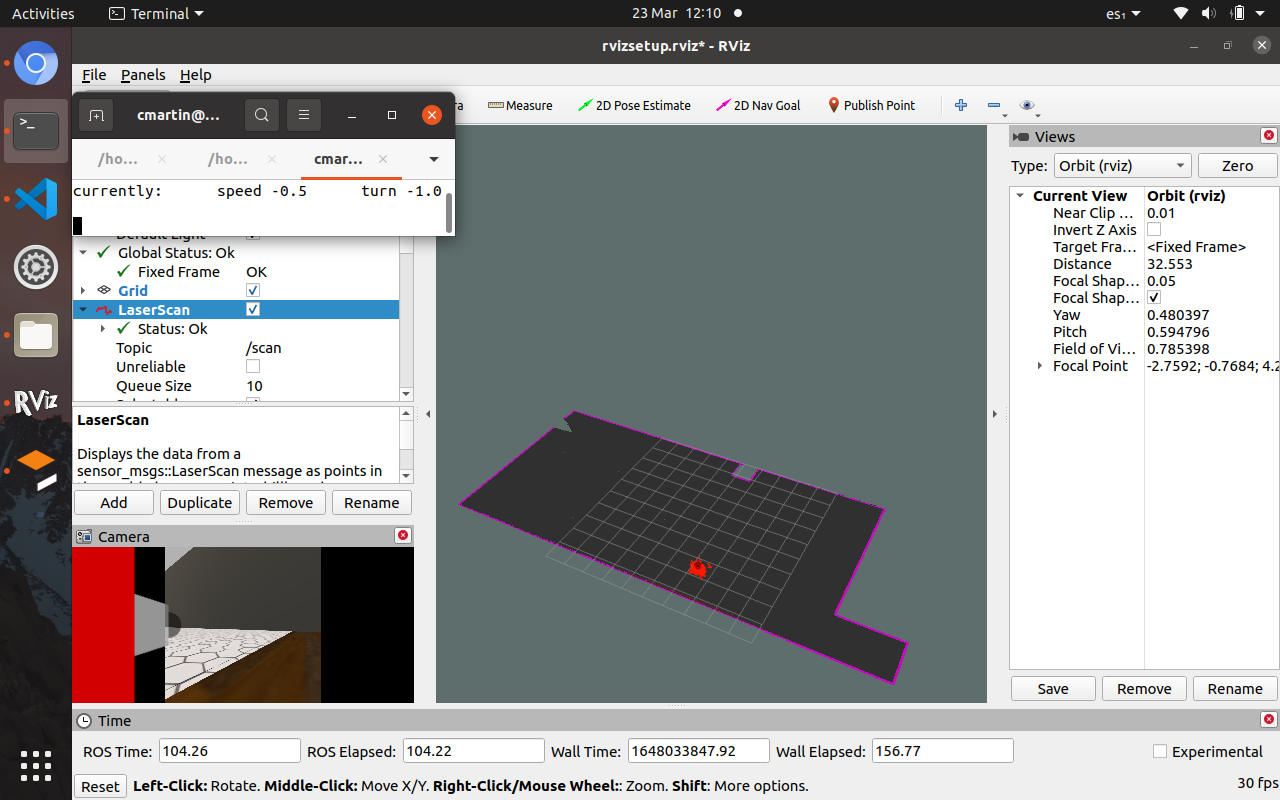 Activities Terminal 23 Mar 12:10 es₁
rvizsetup.rviz* - RViz
File Panels Help
Measure 2D Pose Estimate 2D Nav Goal Publish Point
cmartin@...
/ho... /ho... cmar...
currently: speed -0.5 turn -1.0
Global Status: Ok
Fixed Frame OK
Grid
LaserScan
Status: Ok
Topic /scan
Unreliable
Queue Size 10
LaserScan
Displays the data from a
sensor_msgs::LaserScan message as points in
Add Duplicate Remove Rename
Camera
Views
Type: Orbit (rviz) Zero
Current View Orbit (rviz)
Near Clip ... 0.01
Invert Z Axis
Target Fra... <Fixed Frame>
Distance 32.553
Focal Shap... 0.05
Focal Shap...
Yaw 0.480397
Pitch 0.594796
Field of Vi... 0.785398
Focal Point -2.7592; -0.7684; 4.2
Save Remove Rename
RViz
Time
ROS Time: 104.26 ROS Elapsed: 104.22 Wall Time: 1648033847.92 Wall Elapsed: 156.77 Experimental
Reset Left-Click: Rotate. Middle-Click: Move X/Y. Right-Click/Mouse Wheel:: Zoom. Shift: More options. 30 fps